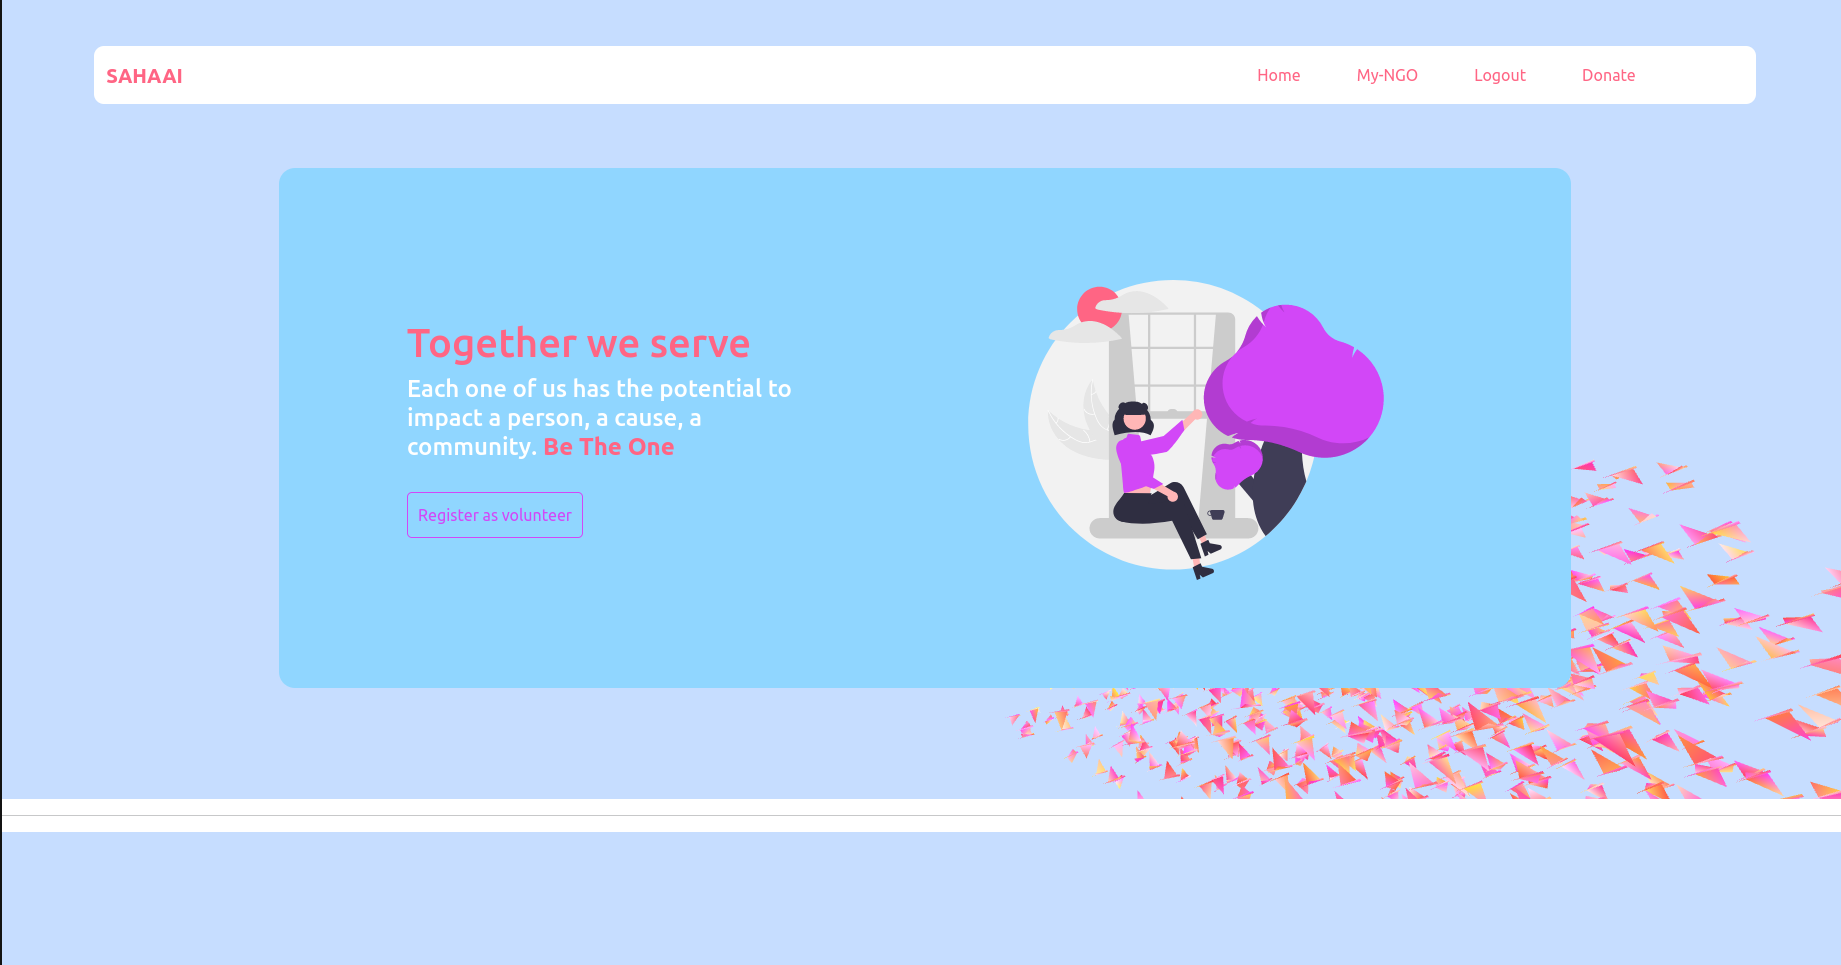 SAHAAI
Home
My-NGO
Logout
Donate
Together we serve
Each one of us has the potential to
impact a person, a cause, a
community. Be The One
Register as volunteer